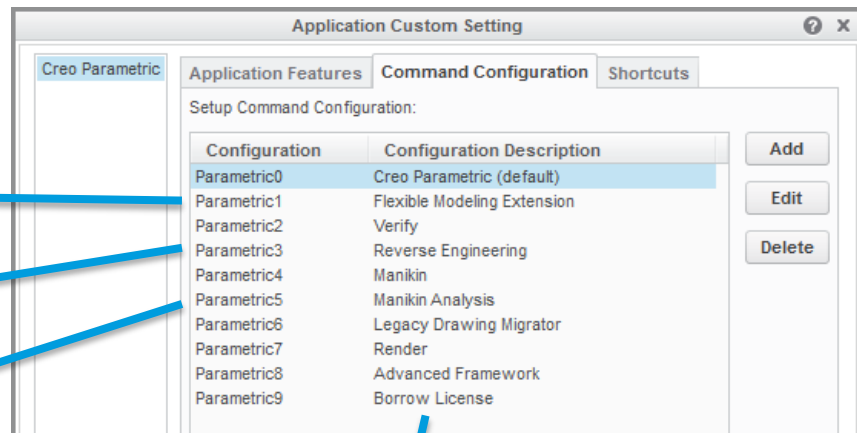 Application Custom Setting
Creo Parametric
Application Features Command Configuration Shortcuts
Setup Command Configuration:
Configuration Configuration Description
Parametric0 Creo Parametric (default)
Parametric1 Flexible Modeling Extension
Parametric2 Verify
Parametric3 Reverse Engineering
Parametric4 Manikin
Parametric5 Manikin Analysis
Parametric6 Legacy Drawing Migrator
Parametric7 Render
Parametric8 Advanced Framework
Parametric9 Borrow License
Add
Edit
Delete